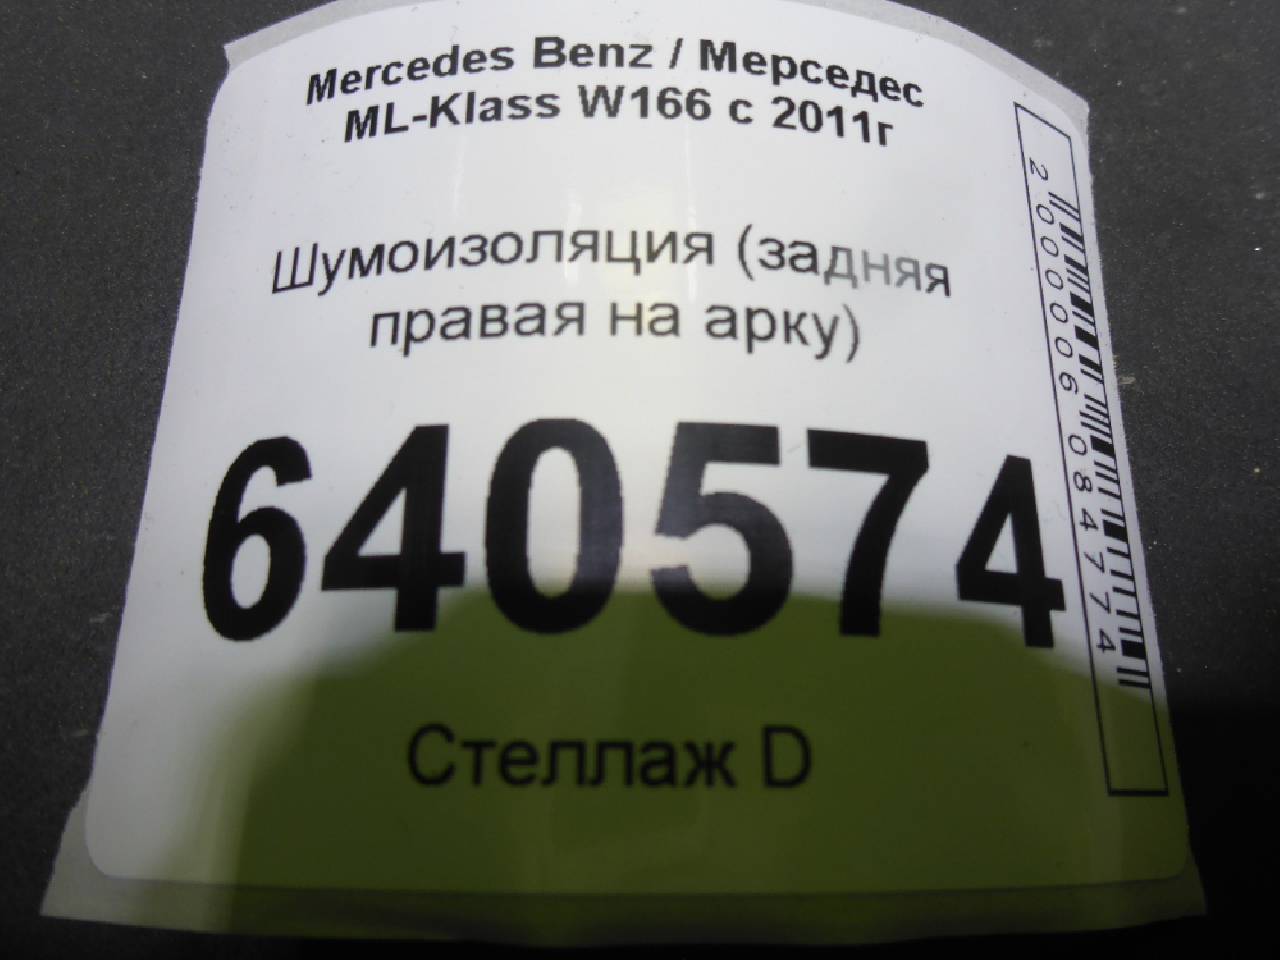 Mercedes Benz / Мерседес
ML-Klass W166 с 2011г
Шумоизоляция (задняя
правая на арку)
640574
Стеллаж D
2000006084774